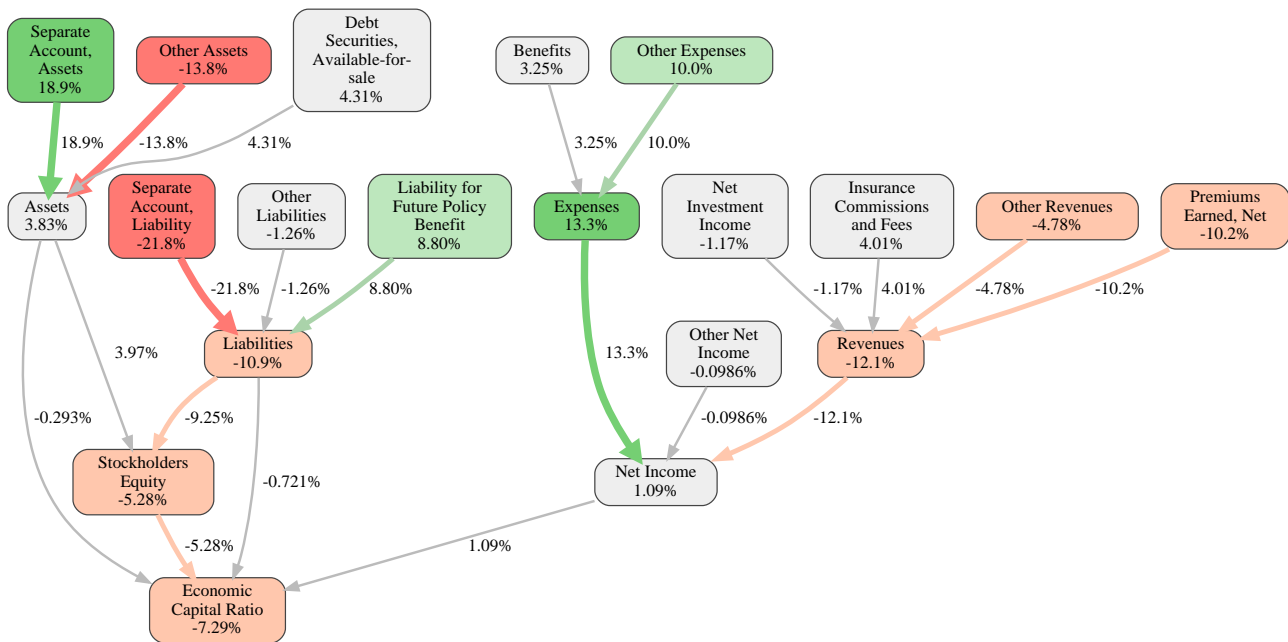 Separate
Account,
Assets
18.9%
Other Assets
-13.8%
Debt
Securities,
Available-for-
sale
4.31%
Benefits
3.25%
Other Expenses
10.0%
18.9%
-13.8%
4.31%
3.25%
10.0%
Assets
3.83%
Separate
Account,
Liability
-21.8%
Other
Liabilities
-1.26%
Liability for
Future Policy
Benefit
8.80%
Expenses
13.3%
Net
Investment
Income
-1.17%
Insurance
Commissions
and Fees
4.01%
Other Revenues
-4.78%
Premiums
Earned, Net
-10.2%
-21.8%
-1.26%
8.80%
-1.17%
4.01%
-4.78%
-10.2%
Liabilities
-10.9%
Other Net
Income
-0.0986%
Revenues
-12.1%
3.97%
13.3%
-0.293%
-9.25%
-0.0986%
-12.1%
Stockholders
Equity
-5.28%
-0.721%
Net Income
1.09%
-5.28%
1.09%
Economic
Capital Ratio
-7.29%